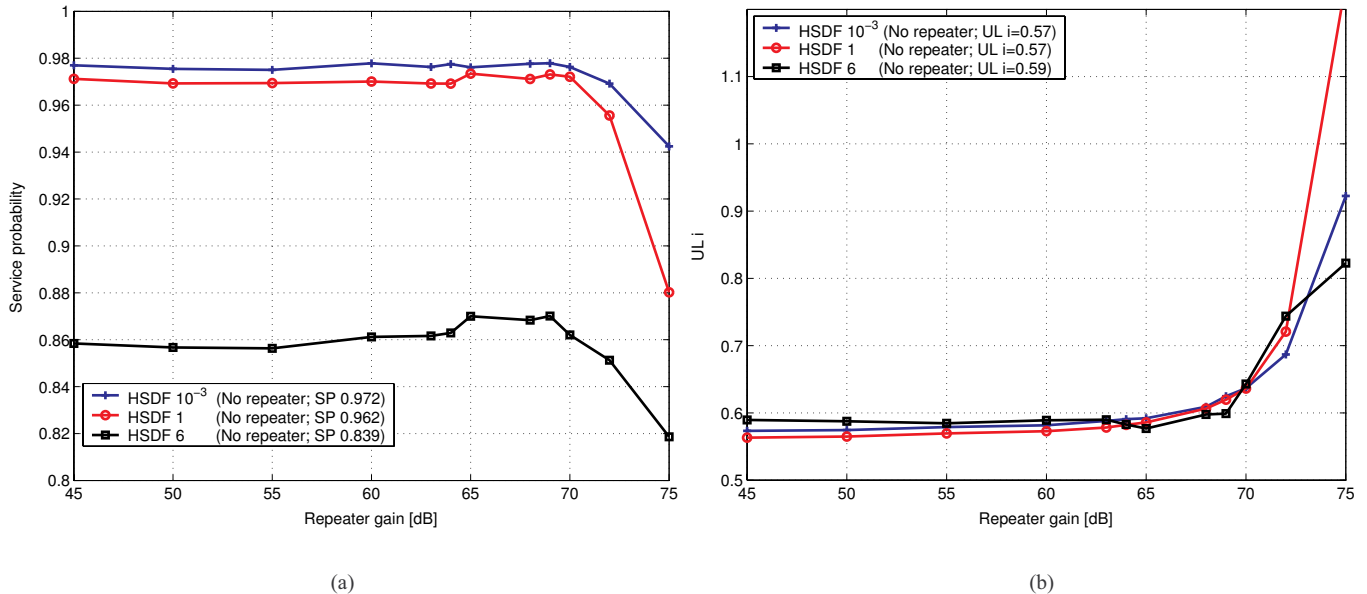 0.98
0.96
0.94
0.92
0.9
0.88
0.86
0.84
0.82
0.8
Service probability
HSDF 10⁻³ (No repeater; SP 0.972)
HSDF 1 (No repeater; SP 0.962)
HSDF 6 (No repeater; SP 0.839)
45 50 55 60 65 70 75
Repeater gain [dB]
(a)
HSDF 10⁻³ (No repeater; UL i=0.57)
HSDF 1 (No repeater; UL i=0.57)
HSDF 6 (No repeater; UL i=0.59)
1.1
1
0.9
0.8
0.7
0.6
0.5
UL i
45 50 55 60 65 70 75
Repeater gain [dB]
(b)